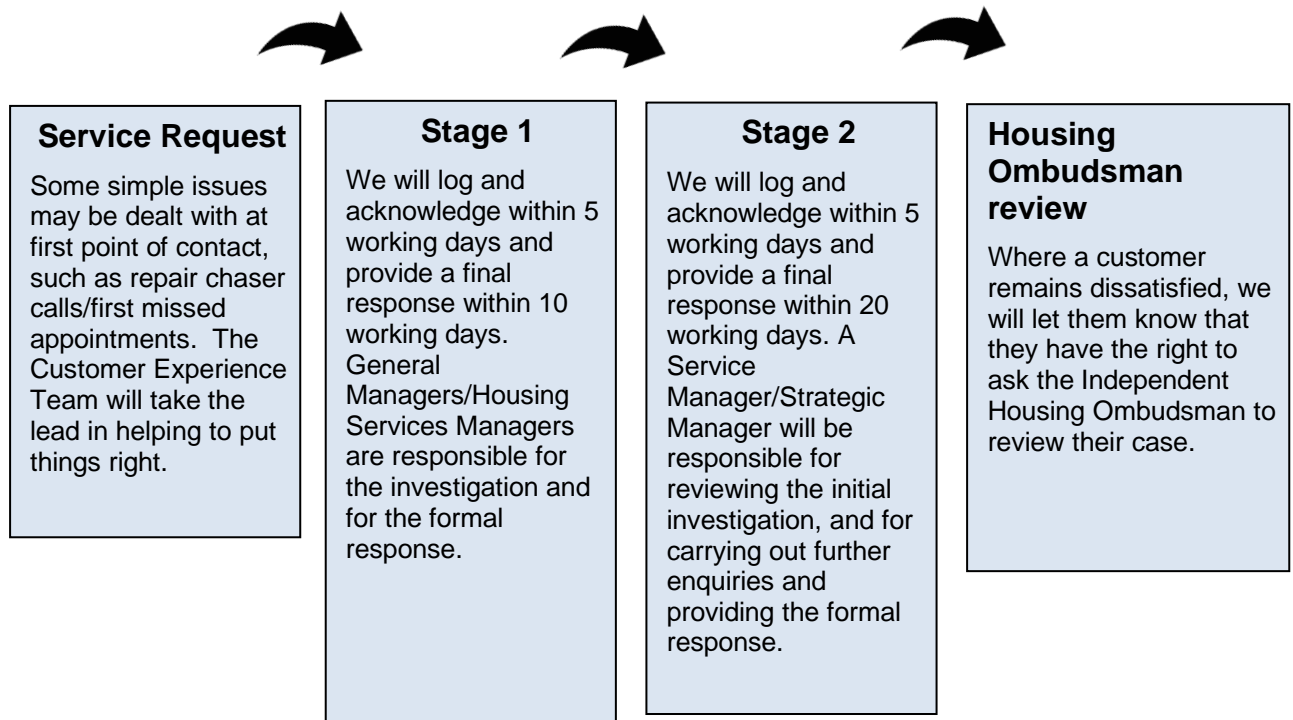 Service Request
Some simple issues
may be dealt with at
first point of contact,
such as repair chaser
calls/first missed
appointments.  The
Customer Experience
Team will take the
lead in helping to put
things right.
Stage 1
We will log and
acknowledge within 5
working days and
provide a final
response within 10
working days.
General
Managers/Housing
Services Managers
are responsible for
the investigation and
for the formal
response.
Stage 2
We will log and
acknowledge within 5
working days and
provide a final
response within 20
working days. A
Service
Manager/Strategic
Manager will be
responsible for
reviewing the initial
investigation, and for
carrying out further
enquiries and
providing the formal
response.
Housing
Ombudsman
review
Where a customer
remains dissatisfied, we
will let them know that
they have the right to
ask the Independent
Housing Ombudsman to
review their case.